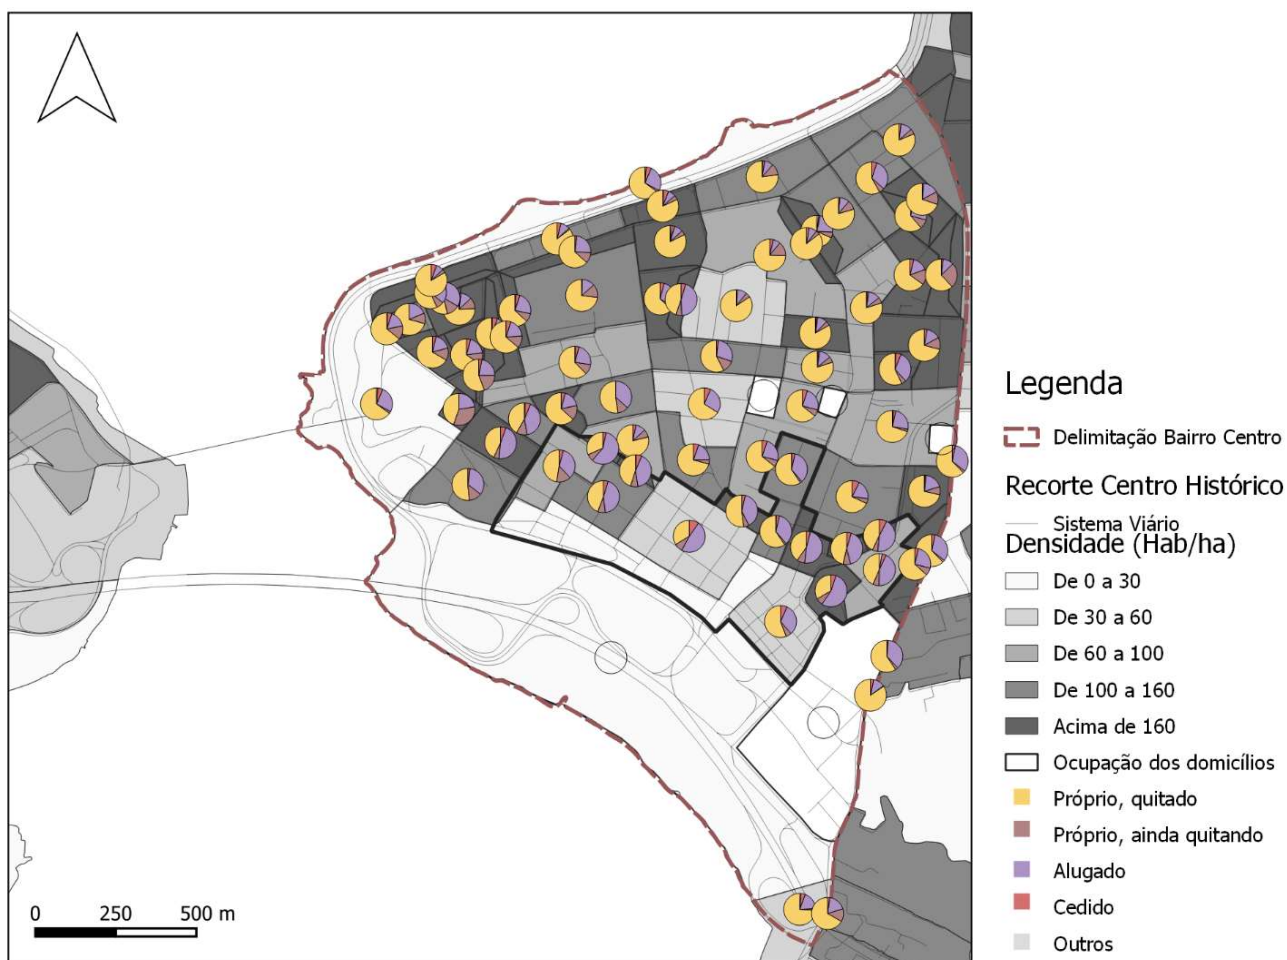 Legenda
Delimitação Bairro Centro
Recorte Centro Histórico
Sistema Viário
Densidade (Hab/ha)
De 0 a 30
De 30 a 60
De 60 a 100
De 100 a 160
Acima de 160
Ocupação dos domicílios
Próprio, quitado
Próprio, ainda quitando
Alugado
Cedido
Outros
0 250 500 m